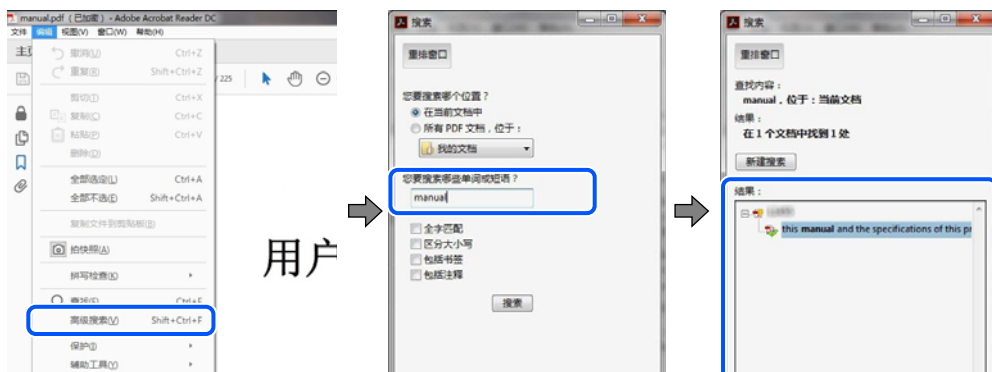 manual.pdf （已加密）- Adobe Acrobat Reader DC
文件 编辑 视图(V) 窗口(W) 帮助(H)
主页
撤消(U) Ctrl+Z
重复(R) Shift+Ctrl+Z
/ 225
剪切(T) Ctrl+X
复制(C) Ctrl+C
粘贴(P) Ctrl+V
删除(D)
全部选定(L) Ctrl+A
全部不选(E) Shift+Ctrl+A
复制文件到剪贴板(B)
拍快照(A)
拼写检查(K)
查找(F) Ctrl+F
高级搜索(V) Shift+Ctrl+F
保护(I)
辅助工具(Y)
用户
搜索
重排窗口
您要搜索哪个位置？
在当前文档中
所有 PDF 文档，位于：
我的文档
您要搜索哪些单词或短语？
manual
全字匹配
区分大小写
包括书签
包括注释
搜索
搜索
重排窗口
查找内容：
manual，位于：当前文档
结果：
在 1 个文档中找到 1 处
新建搜索
结果：
this manual and the specifications of this pr